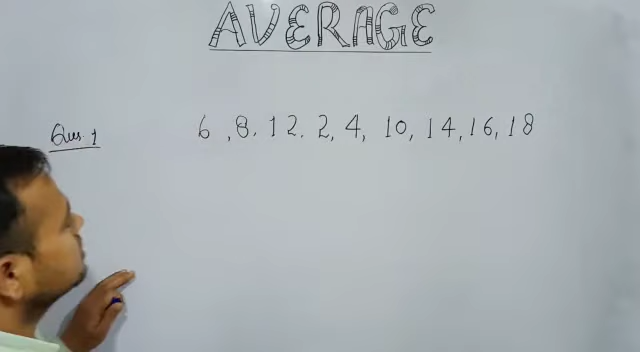 AVERAGE
Ques. 1 6 , 8. 12. 2, 4, 10, 14, 16, 18